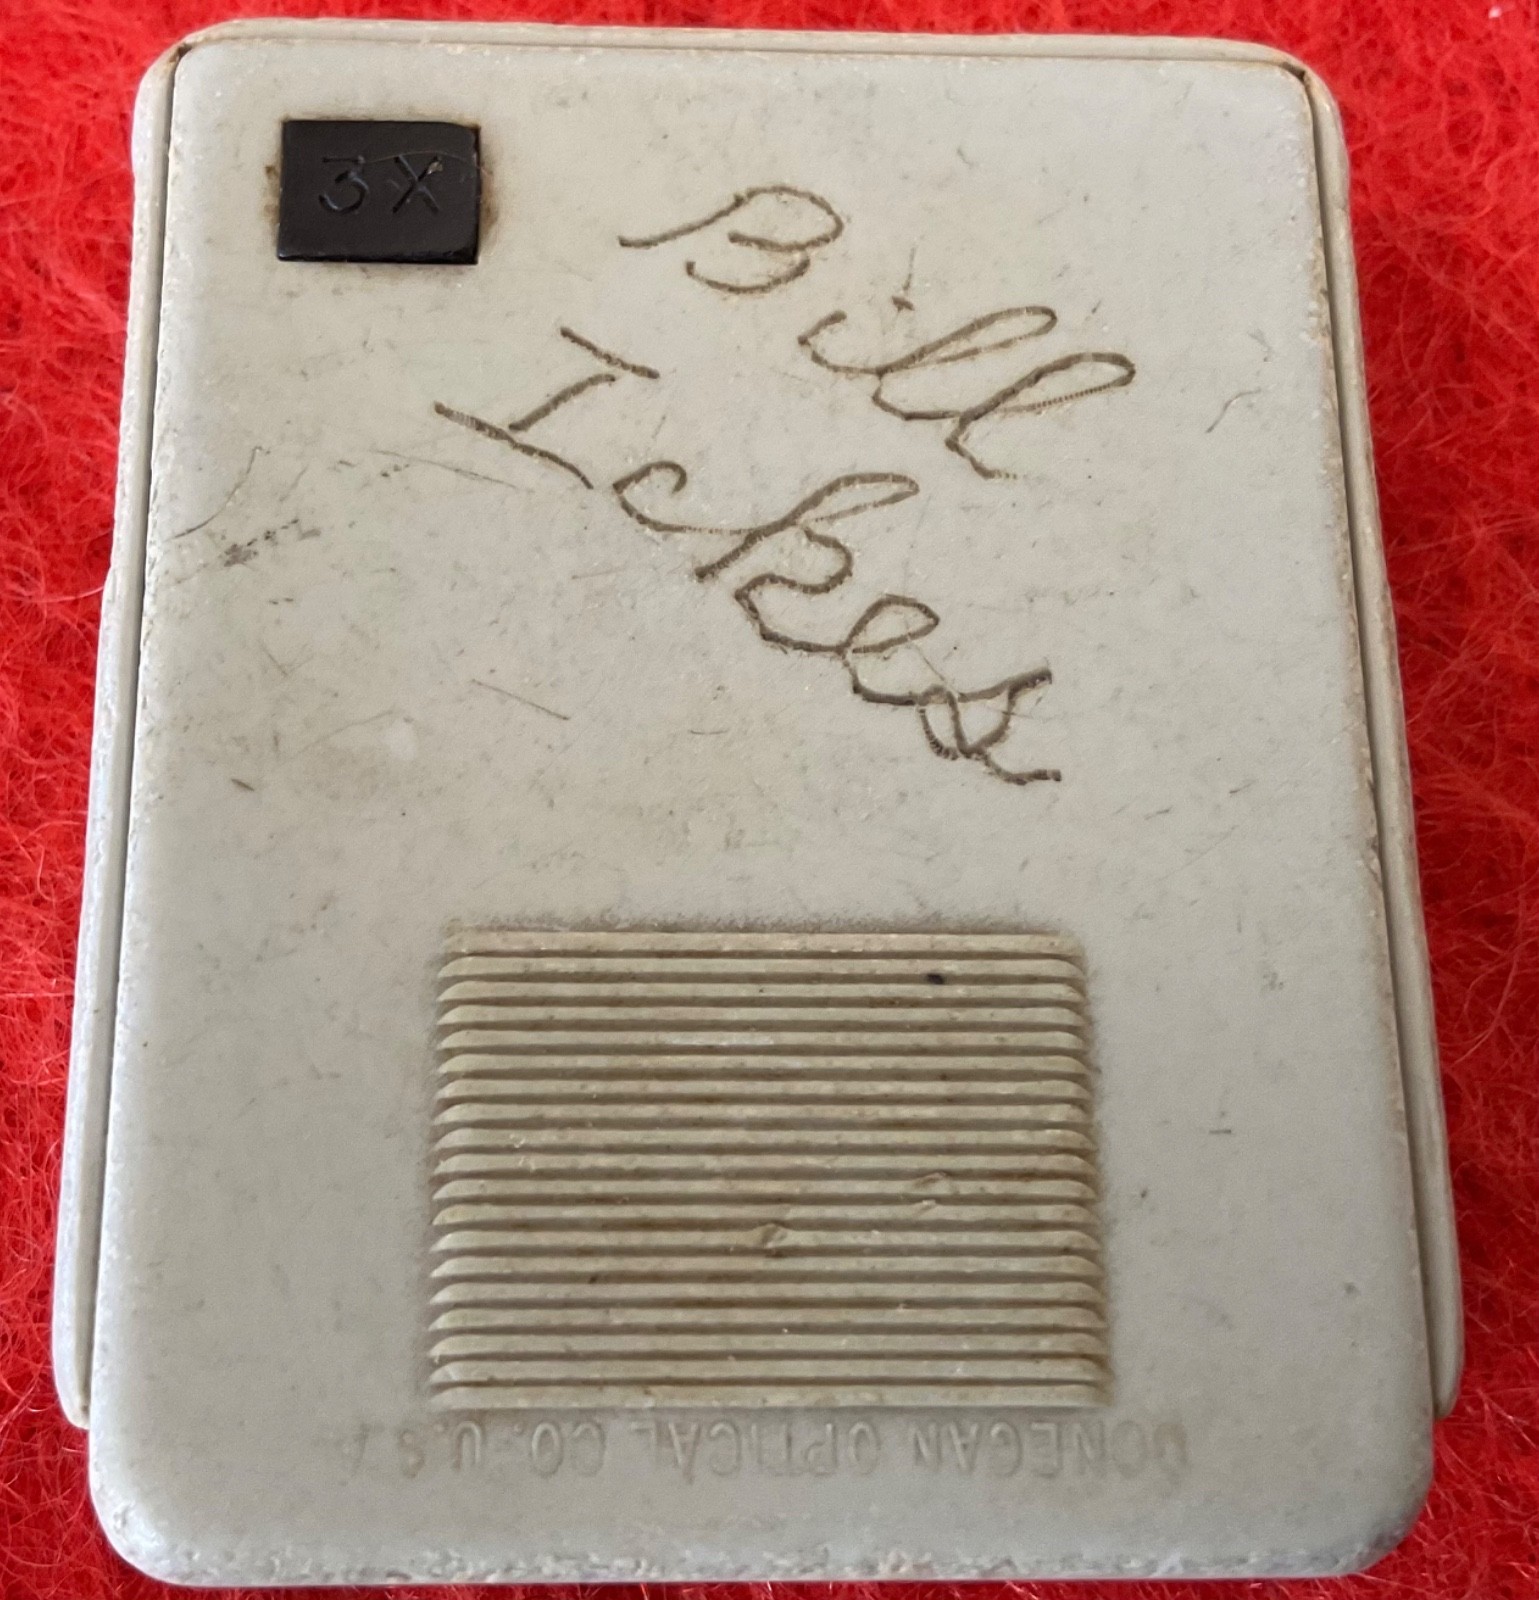 3X
Bill
Ickes
DONEGAN OPTICAL CO. U.S.A.